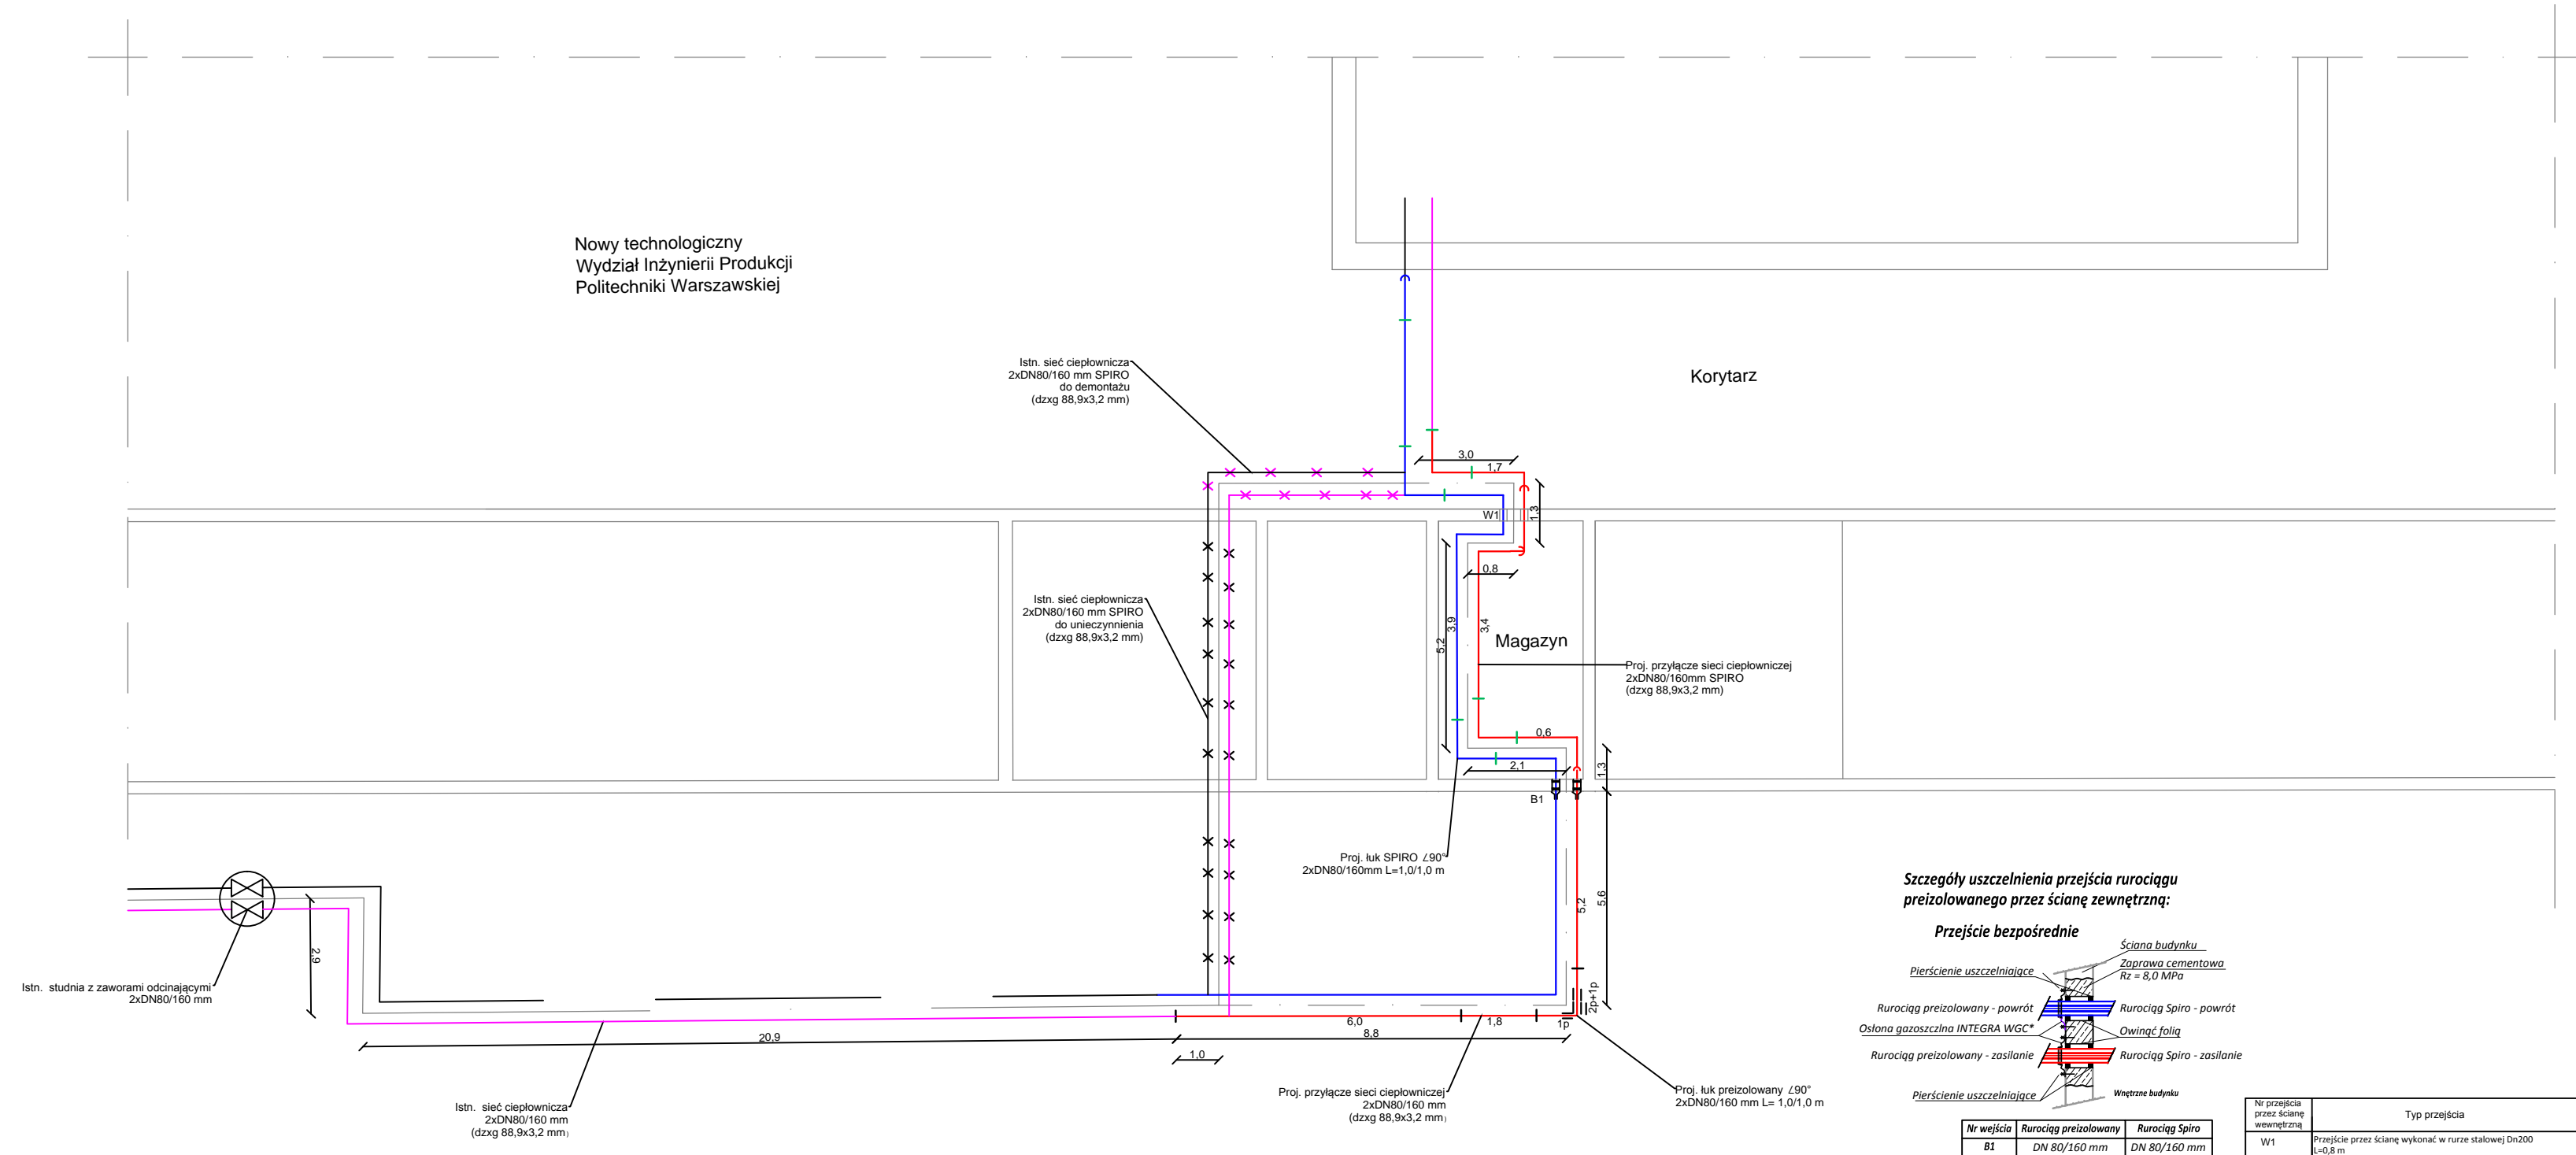 Nowy technologiczny
Wydział Inżynierii Produkcji
Politechniki Warszawskiej
Istn. sieć ciepłownicza
2xDN80/160 mm SPIRO
do demontażu
(dzxg 88,9x3,2 mm)
Korytarz
3,0
1,7
1,3
W1
0,8
Istn. sieć ciepłownicza
2xDN80/160 mm SPIRO
do unieczynnienia
(dzxg 88,9x3,2 mm)
5,2
3,9
3,4
Magazyn
Proj. przyłącze sieci ciepłowniczej
2xDN80/160mm SPIRO
(dzxg 88,9x3,2 mm)
0,6
2,1
1,3
B1
Proj. łuk SPIRO ∠90°
2xDN80/160mm L=1,0/1,0 m
5,2
5,6
2,9
Istn. studnia z zaworami odcinającymi
2xDN80/160 mm
2p+1p
6,0
1,8
1p
20,9
8,8
1,0
Istn. sieć ciepłownicza
2xDN80/160 mm
(dzxg 88,9x3,2 mm)
Proj. przyłącze sieci ciepłowniczej
2xDN80/160 mm
(dzxg 88,9x3,2 mm)
Proj. łuk preizolowany ∠90°
2xDN80/160 mm L= 1,0/1,0 m
Szczegóły uszczelnienia przejścia rurociągu
preizolowanego przez ścianę zewnętrzną:
Przejście bezpośrednie
Ściana budynku
Pierścienie uszczelniające
Zaprawa cementowa
Rz = 8,0 MPa
Rurociąg preizolowany - powrót
Rurociąg Spiro - powrót
Osłona gazoszczlna INTEGRA WGC*
Owinąć folią
Rurociąg preizolowany - zasilanie
Rurociąg Spiro - zasilanie
Pierścienie uszczelniające
Wnętrzne budynku
Nr wejścia Rurociąg preizolowany Rurociąg Spiro
B1 DN 80/160 mm DN 80/160 mm
Nr przejścia
przez ścianę
wewnętrzną
Typ przejścia
W1
Przejście przez ścianę wykonać w rurze stalowej Dn200
L=0,8 m